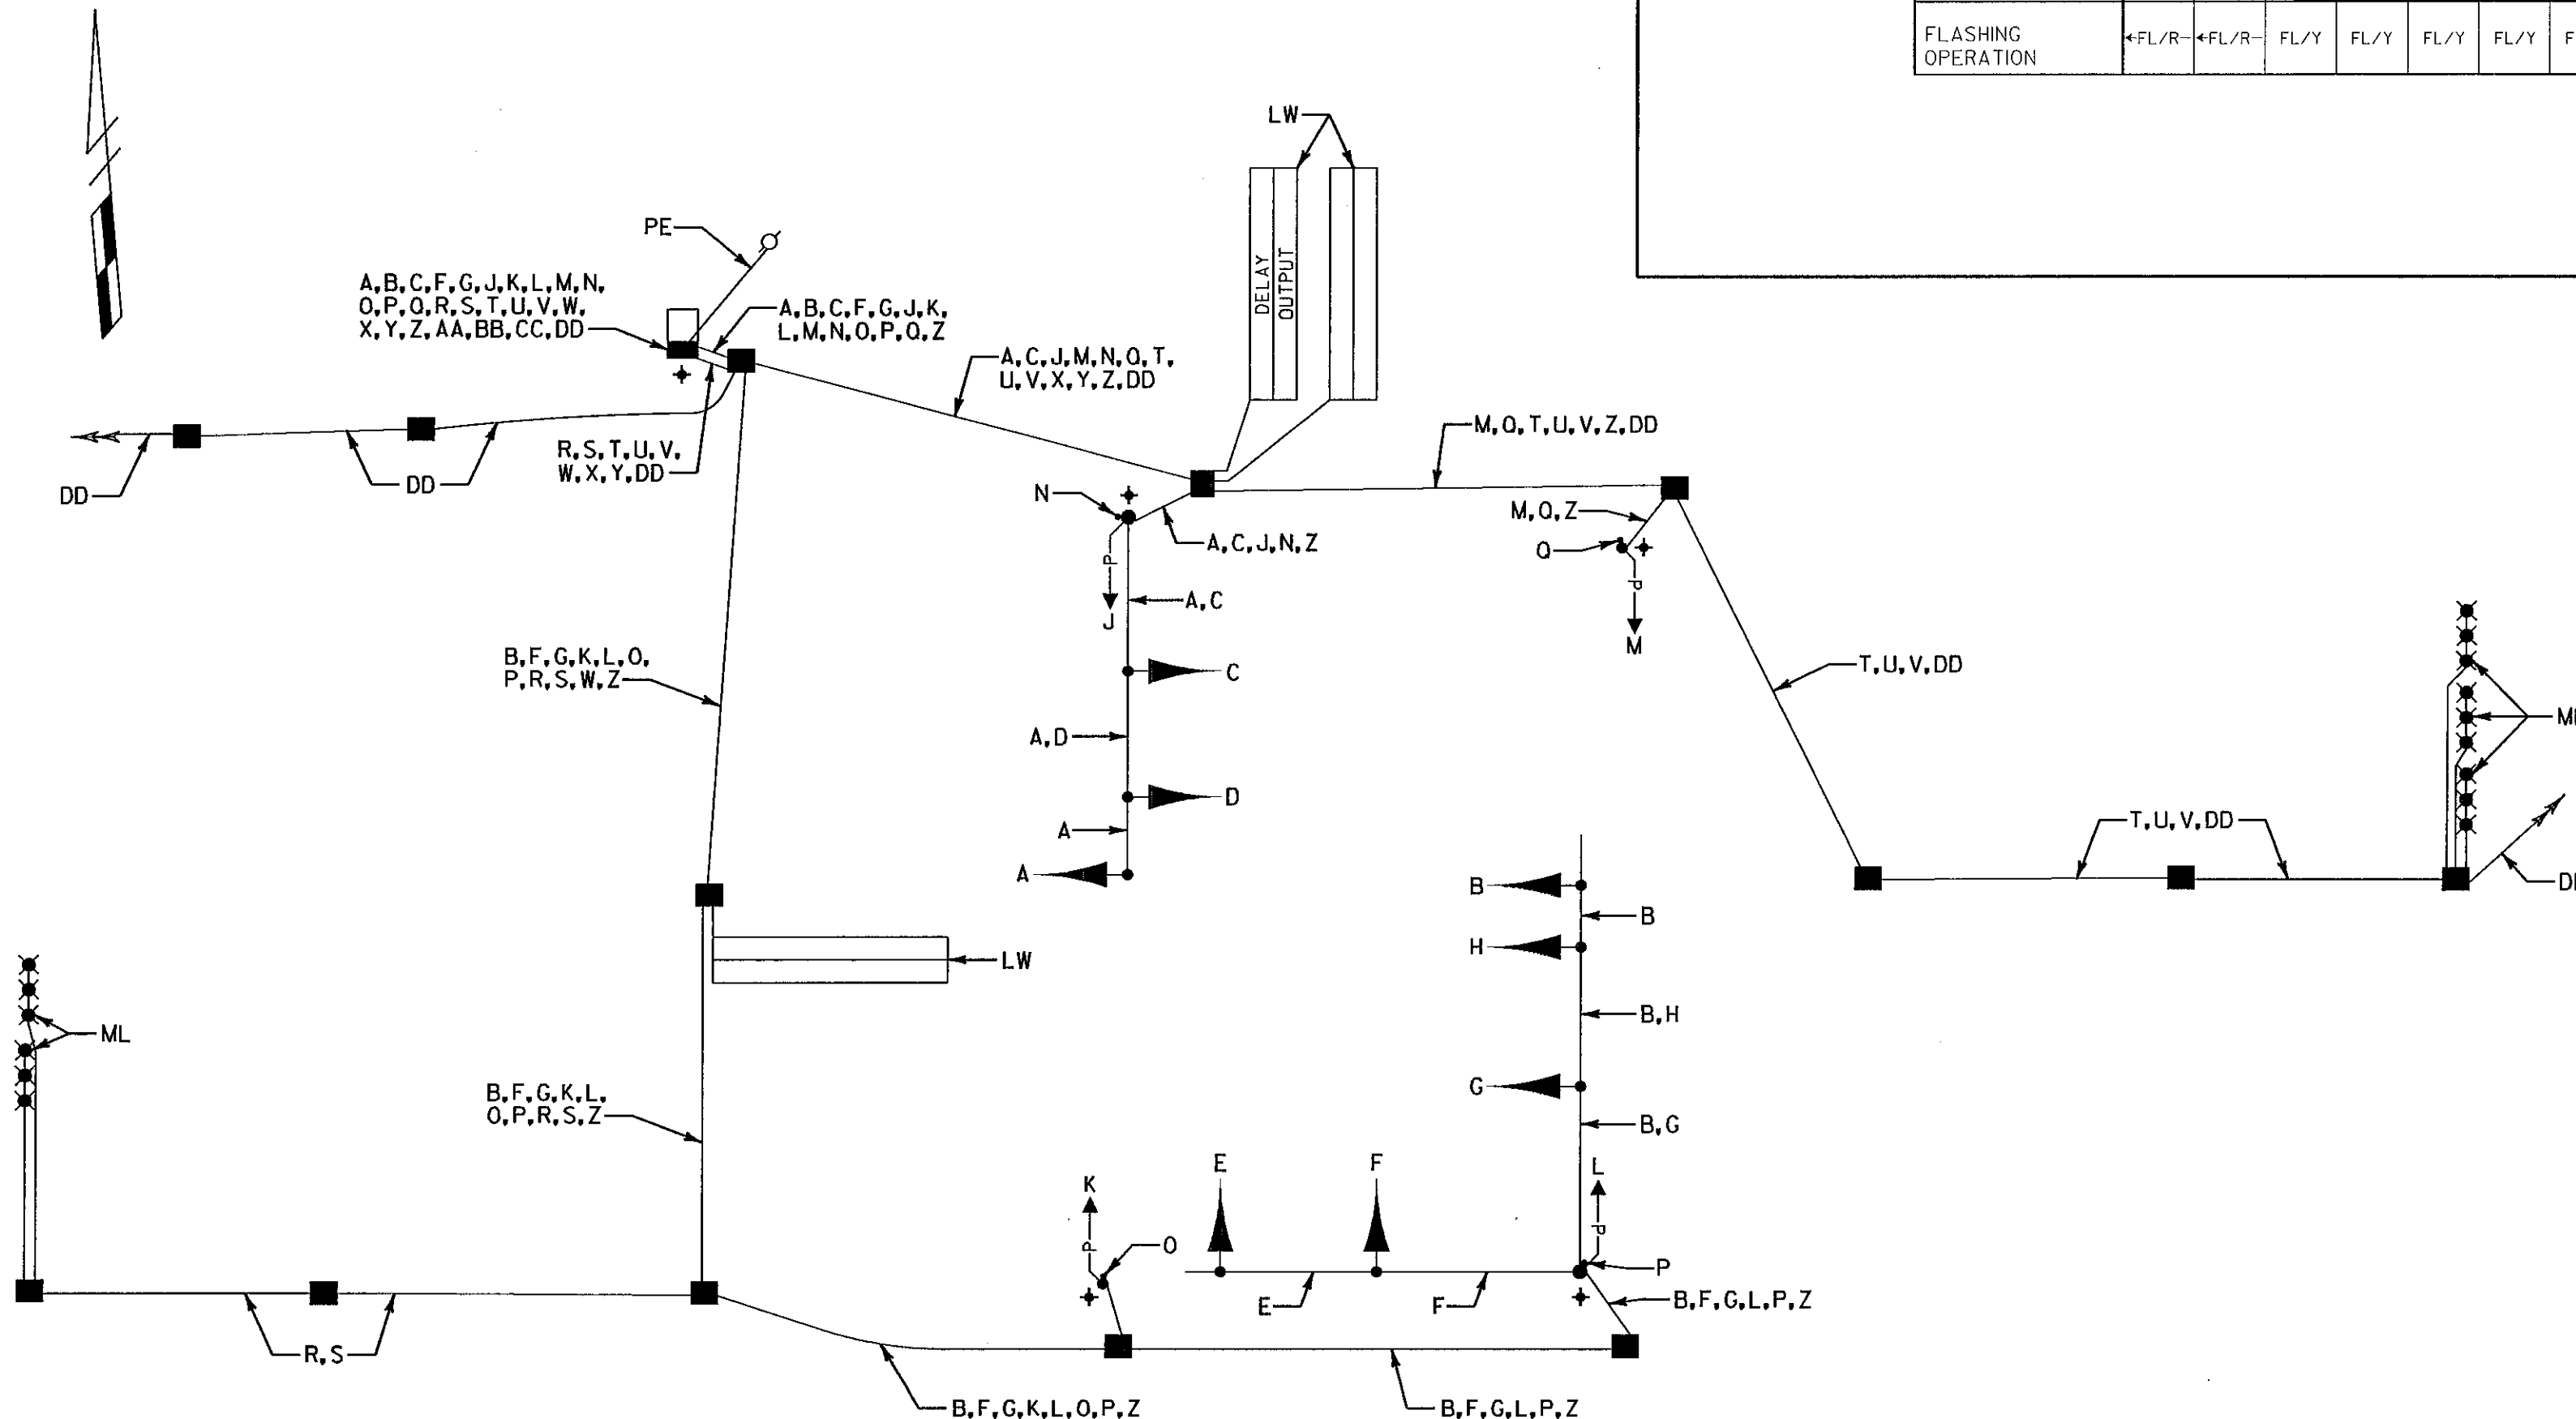 FLASHING
OPERATION
←FL/R— ←FL/R— FL/Y FL/Y FL/Y FL/Y
LW
DELAY
OUTPUT
PE
A,B,C,F,G,J,K,L,M,N,
O,P,Q,R,S,T,U,V,W,
X,Y,Z,AA,BB,CC,DD
A,B,C,F,G,J,K,
L,M,N,O,P,Q,Z
A,C,J,M,N,Q,T,
U,V,X,Y,Z,DD
M,Q,T,U,V,Z,DD
R,S,T,U,V,
W,X,Y,DD
DD
DD
N
A,C,J,N,Z
M,Q,Z
Q
P
J
P
M
A,C
C
A,D
D
A
A
B,F,G,K,L,O,
P,R,S,W,Z
T,U,V,DD
T,U,V,DD
B
B
H
B,H
G
B,G
LW
ML
B,F,G,K,L,
O,P,R,S,Z
K
P
O
E
F
L
P
P
E
F
B,F,G,L,P,Z
R,S
B,F,G,K,L,O,P,Z
B,F,G,L,P,Z